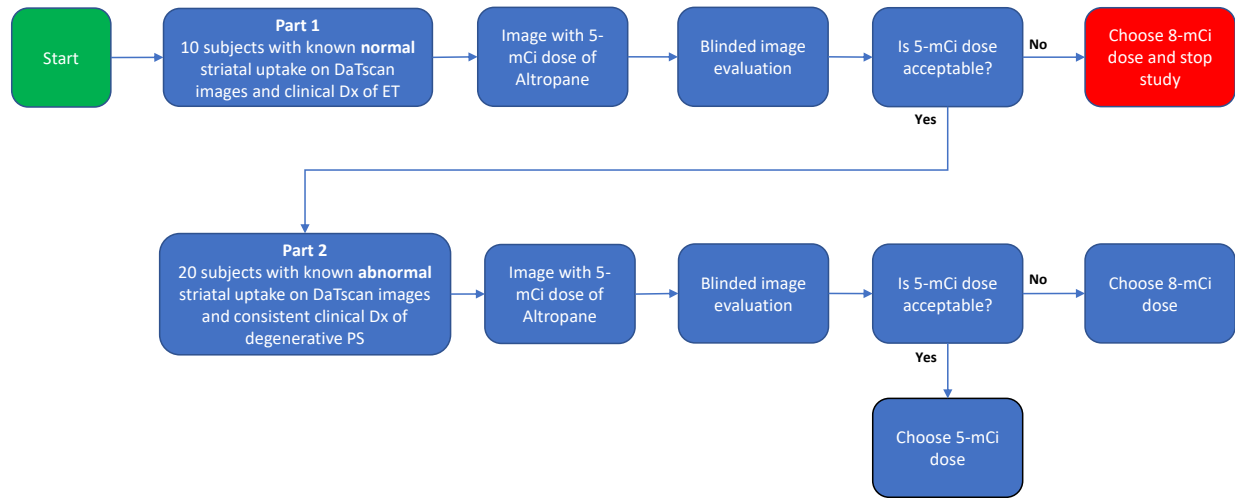 Start
Part 1
10 subjects with known normal
striatal uptake on DaTscan
images and clinical Dx of ET
Image with 5-
mCi dose of
Altropane
Blinded image
evaluation
Is 5-mCi dose
acceptable?
No
Choose 8-mCi
dose and stop
study
Yes
Part 2
20 subjects with known abnormal
striatal uptake on DaTscan images
and consistent clinical Dx of
degenerative PS
Image with 5-
mCi dose of
Altropane
Blinded image
evaluation
Is 5-mCi dose
acceptable?
No
Choose 8-mCi
dose
Yes
Choose 5-mCi
dose